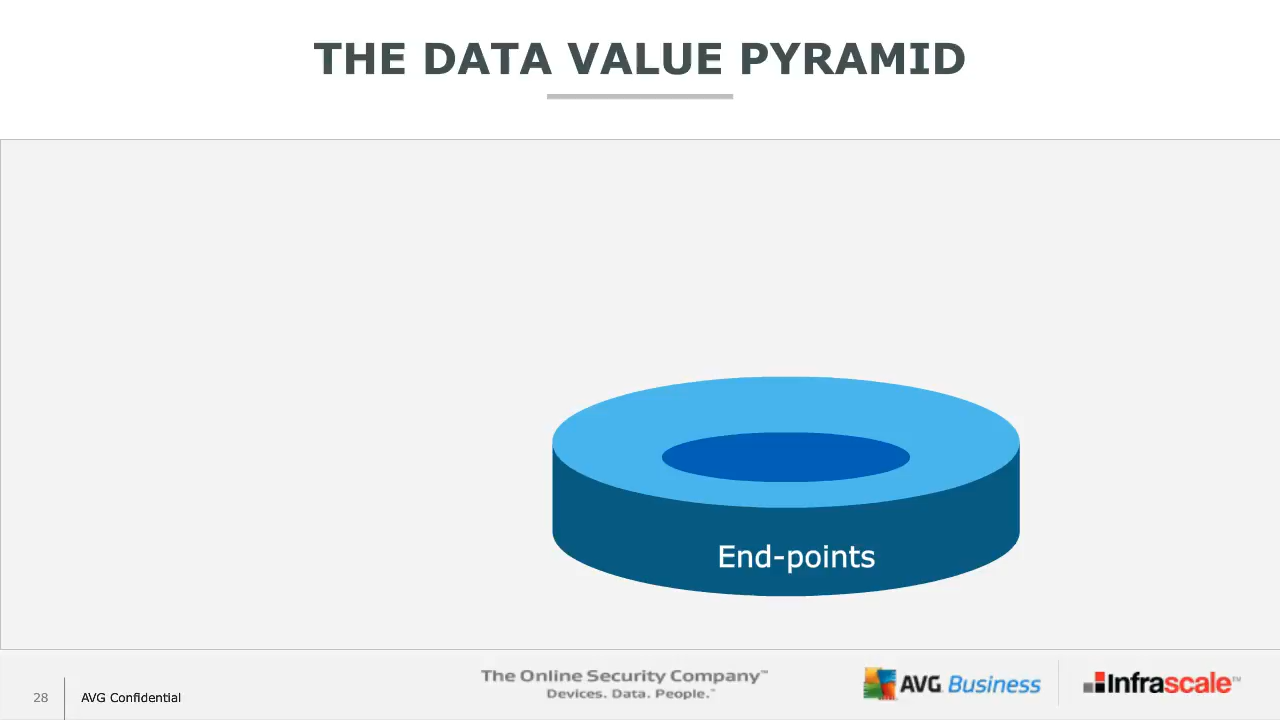 THE DATA VALUE PYRAMID
End-points
28
AVG Confidential
The Online Security Company™
Devices. Data. People.™
AVG Business
Infrascale™